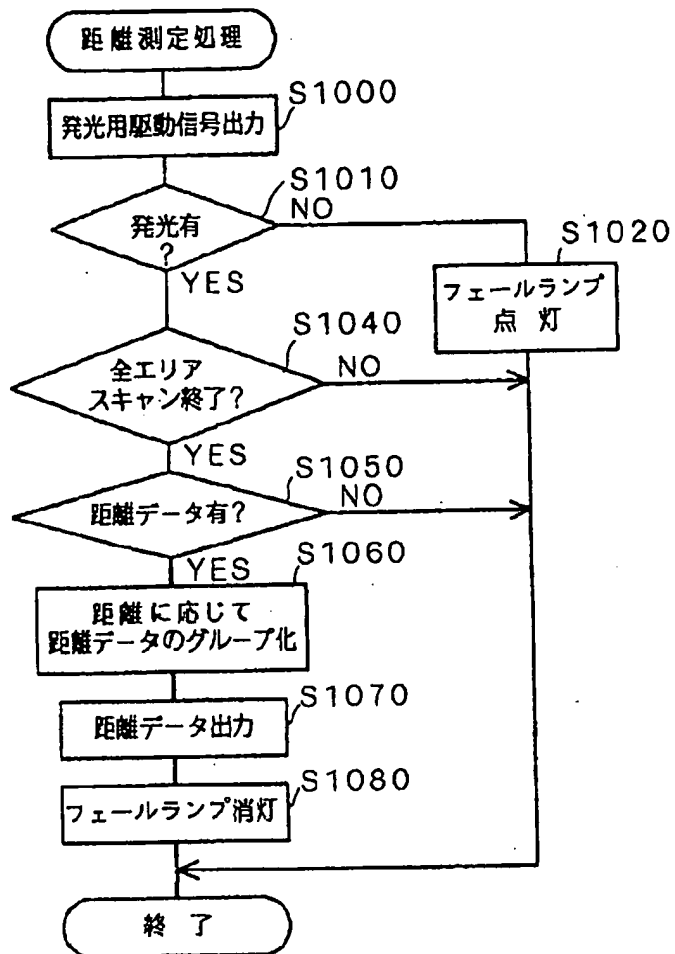 距離測定処理
S1000
発光用駆動信号出力
S1010
NO
発光有
?
YES
S1020
フェールランプ
点 灯
S1040
全エリア
スキャン終了?
NO
YES
S1050
距離データ有?
NO
YES
S1060
距離に応じて
距離データのグループ化
S1070
距離データ出力
S1080
フェールランプ消灯
終 了